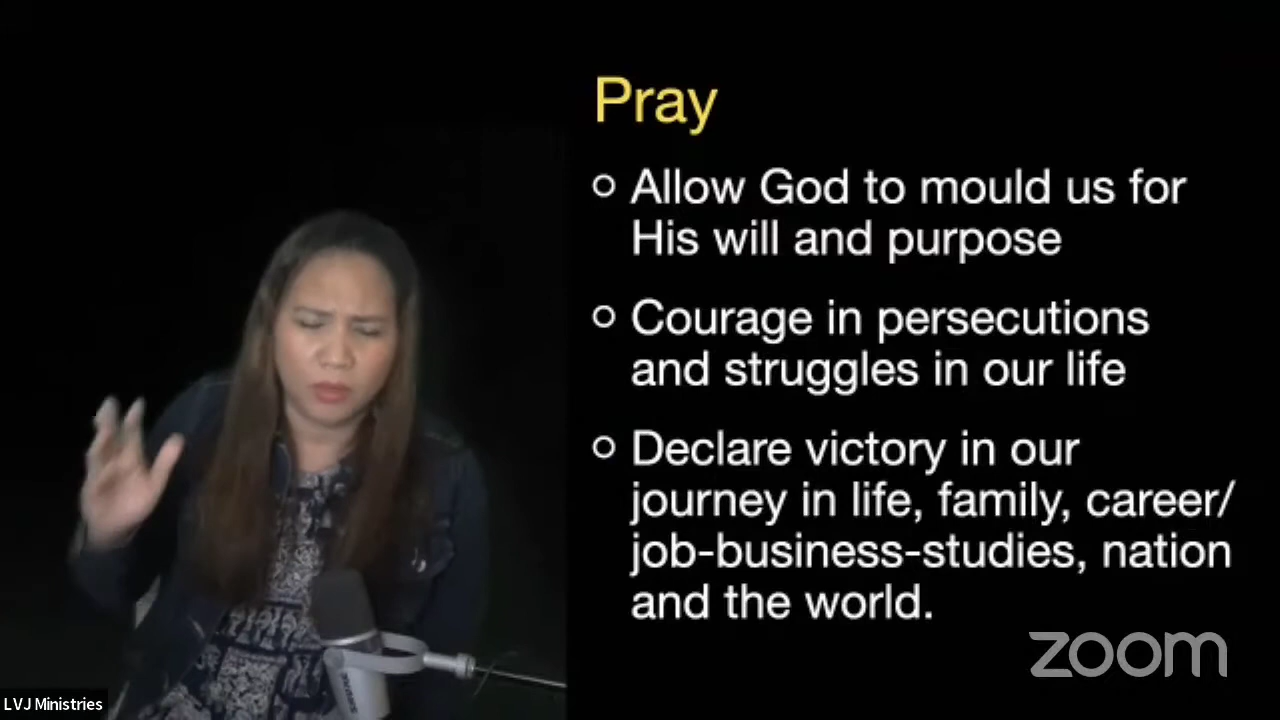 Pray
Allow God to mould us for
His will and purpose
Courage in persecutions
and struggles in our life
Declare victory in our
journey in life, family, career/
job-business-studies, nation
and the world.
zoom
LVJ Ministries